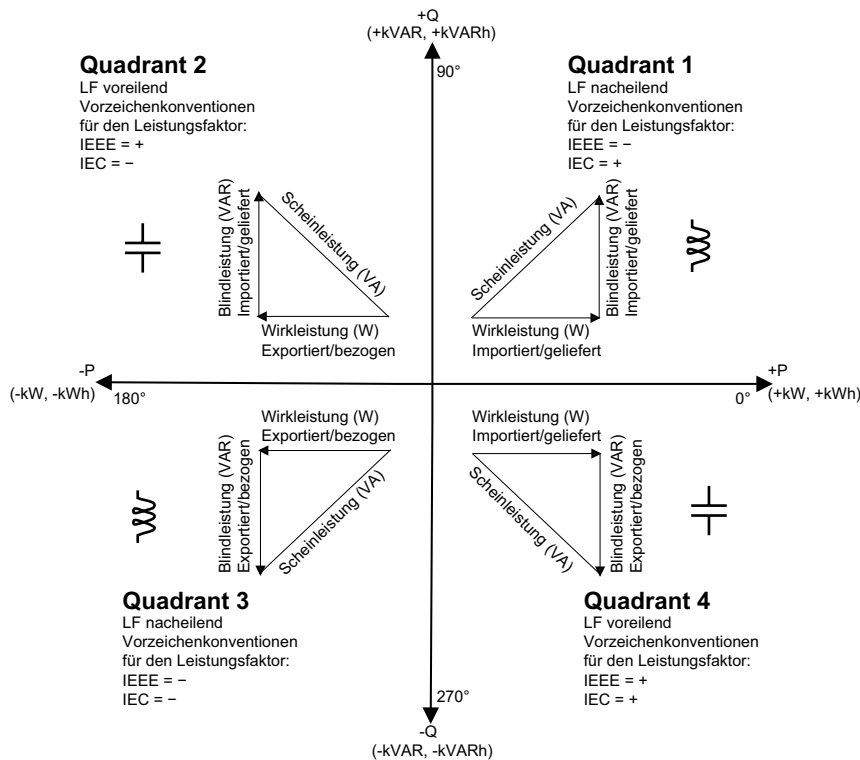 +Q
(+kVAR, +kVARh)
90°
Quadrant 2
LF voreilend
Vorzeichenkonventionen
für den Leistungsfaktor:
IEEE = +
IEC = −
Quadrant 1
LF nacheilend
Vorzeichenkonventionen
für den Leistungsfaktor:
IEEE = −
IEC = +
Blindleistung (VAR)
Importiert/geliefert
Scheinleistung (VA)
Wirkleistung (W)
Exportiert/bezogen
Scheinleistung (VA)
Blindleistung (VAR)
Importiert/geliefert
Wirkleistung (W)
Importiert/geliefert
-P
(-kW, -kWh)
180°
0°
+P
(+kW, +kWh)
Wirkleistung (W)
Exportiert/bezogen
Blindleistung (VAR)
Exportiert/bezogen
Scheinleistung (VA)
Wirkleistung (W)
Importiert/geliefert
Scheinleistung (VA)
Blindleistung (VAR)
Exportiert/bezogen
Quadrant 3
LF nacheilend
Vorzeichenkonventionen
für den Leistungsfaktor:
IEEE = −
IEC = −
Quadrant 4
LF voreilend
Vorzeichenkonventionen
für den Leistungsfaktor:
IEEE = +
IEC = +
270°
-Q
(-kVAR, -kVARh)